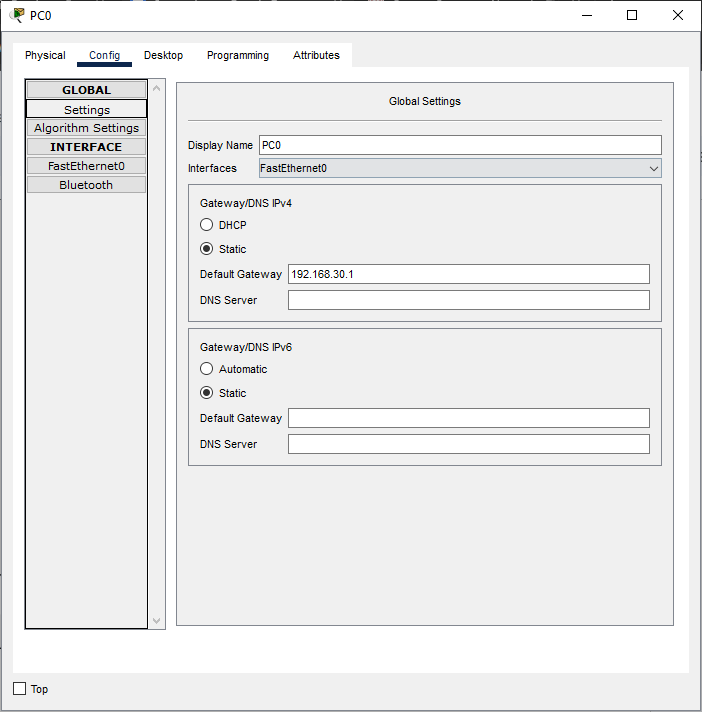 PC0
Physical Config Desktop Programming Attributes
GLOBAL
Settings
Algorithm Settings
INTERFACE
FastEthernet0
Bluetooth
Global Settings
Display Name PC0
Interfaces FastEthernet0
Gateway/DNS IPv4
DHCP
Static
Default Gateway 192.168.30.1
DNS Server
Gateway/DNS IPv6
Automatic
Static
Default Gateway
DNS Server
Top